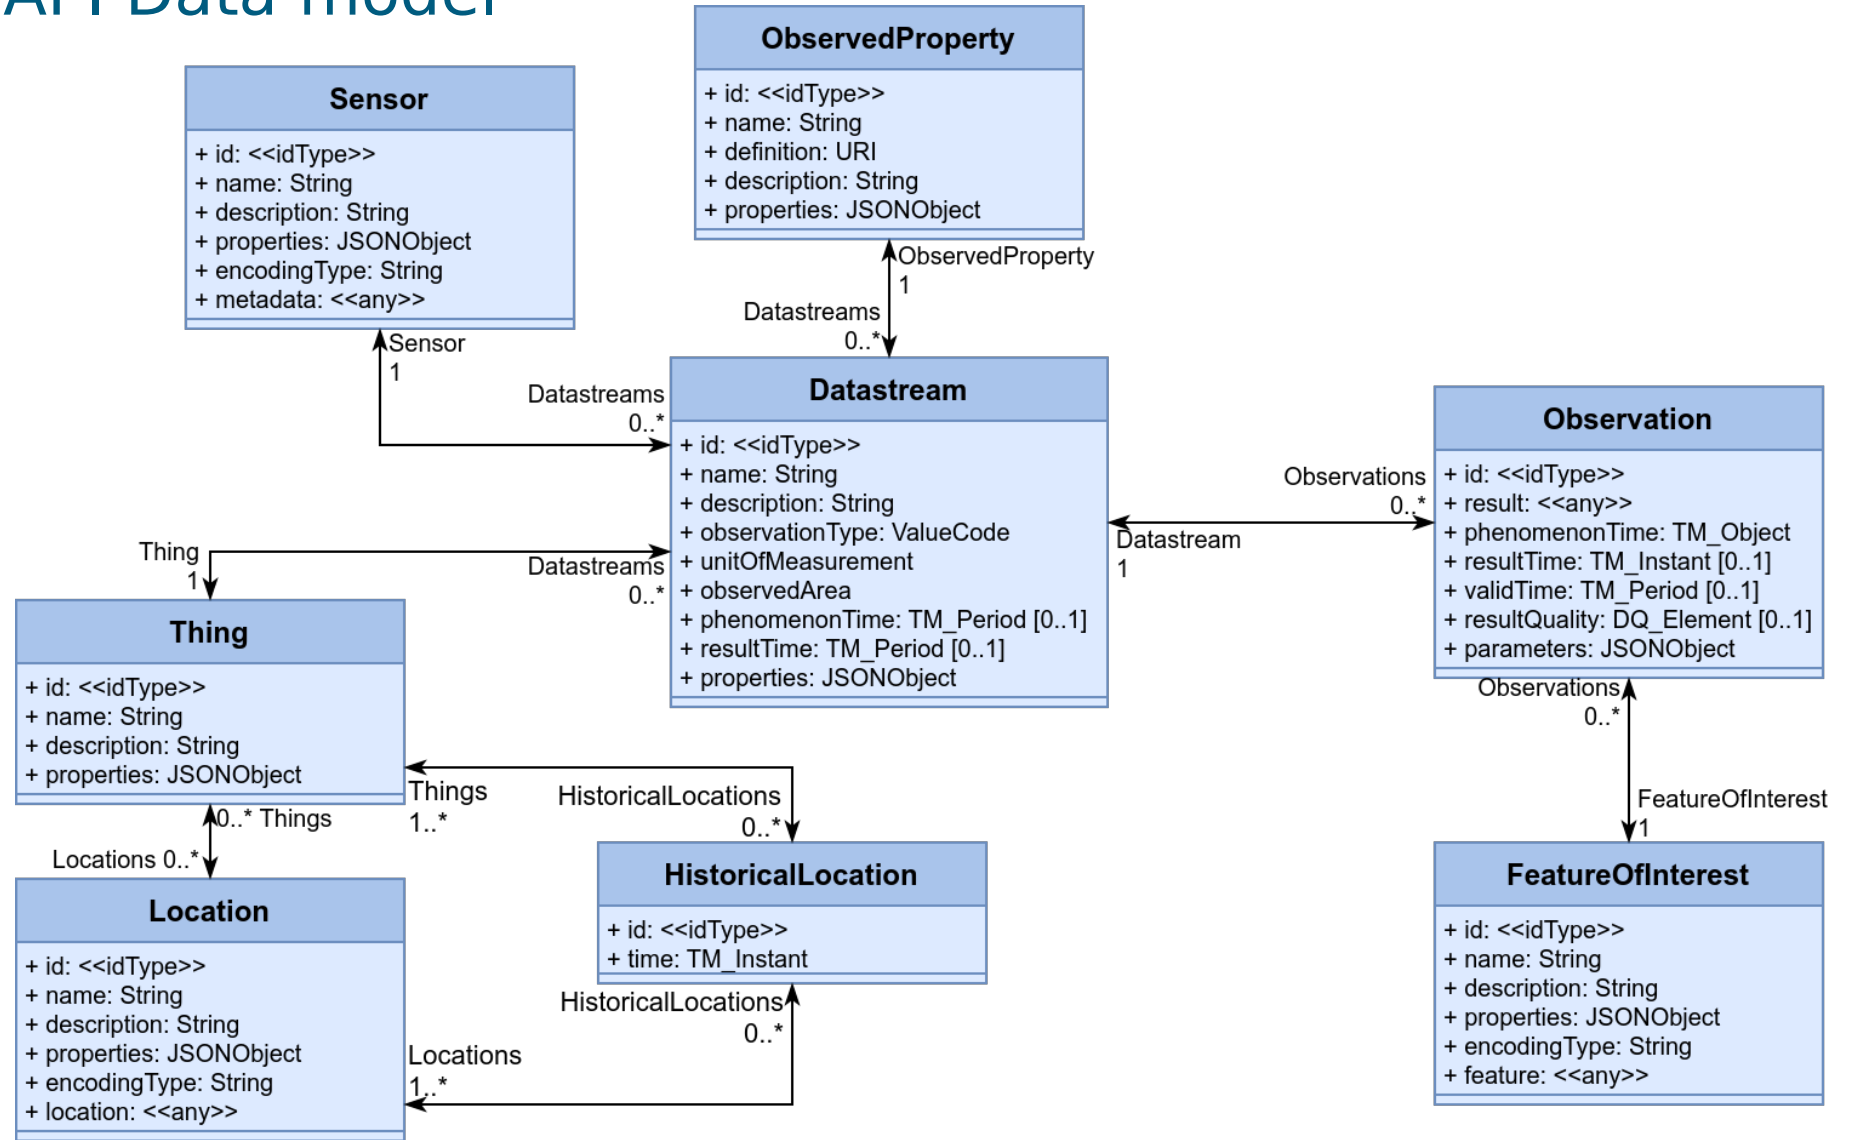 API Data model
ObservedProperty
+ id: <<idType>>
+ name: String
+ definition: URI
+ description: String
+ properties: JSONObject
Sensor
+ id: <<idType>>
+ name: String
+ description: String
+ properties: JSONObject
+ encodingType: String
+ metadata: <<any>>
ObservedProperty
1
Datastreams
0..*
Sensor
1
Datastreams
0..*
Datastream
+ id: <<idType>>
+ name: String
+ description: String
+ observationType: ValueCode
+ unitOfMeasurement
+ observedArea
+ phenomenonTime: TM_Period [0..1]
+ resultTime: TM_Period [0..1]
+ properties: JSONObject
Observations
0..*
Datastream
1
Observation
+ id: <<idType>>
+ result: <<any>>
+ phenomenonTime: TM_Object
+ resultTime: TM_Instant [0..1]
+ validTime: TM_Period [0..1]
+ resultQuality: DQ_Element [0..1]
+ parameters: JSONObject
Thing
1
Datastreams
0..*
Thing
+ id: <<idType>>
+ name: String
+ description: String
+ properties: JSONObject
Things
1..*
HistoricalLocations
0..*
Observations
0..*
FeatureOfInterest
1
0..* Things
Locations 0..*
Location
+ id: <<idType>>
+ name: String
+ description: String
+ properties: JSONObject
+ encodingType: String
+ location: <<any>>
HistoricalLocation
+ id: <<idType>>
+ time: TM_Instant
HistoricalLocations
0..*
Locations
1..*
FeatureOfInterest
+ id: <<idType>>
+ name: String
+ description: String
+ properties: JSONObject
+ encodingType: String
+ feature: <<any>>